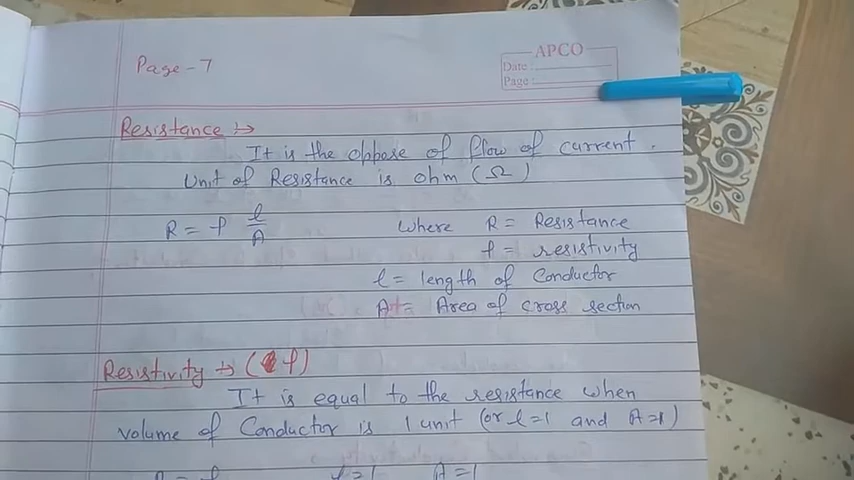 Page-7
APCO
Date :
Page :
Resistance :→
It is the oppose of flow of current.
Unit of Resistance is ohm (Ω)
R = ρ l/A where R = Resistance
ρ = resistivity
l = length of Conductor
A = Area of cross section
Resistivity → (ρ)
It is equal to the resistance when
volume of Conductor is 1 unit (or l=1 and A=1)
R = ρ l=1 A=1